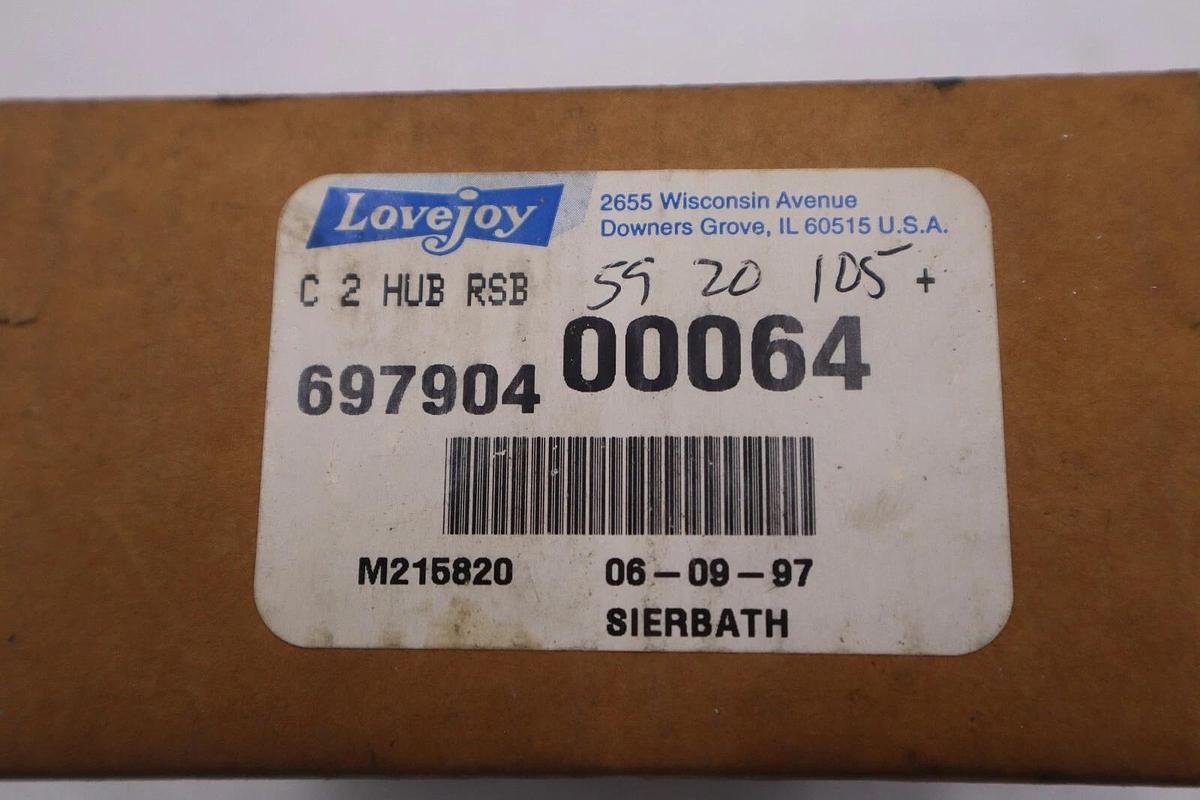 Lovejoy
2655 Wisconsin Avenue
Downers Grove, IL 60515 U.S.A.
C 2 HUB RSB 59 20 105 +
697904 00064
M215820 06-09-97
SIERBATH